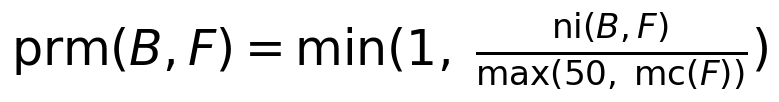 prm(B, F) = min(1, ni(B, F) / max(50, mc(F)))